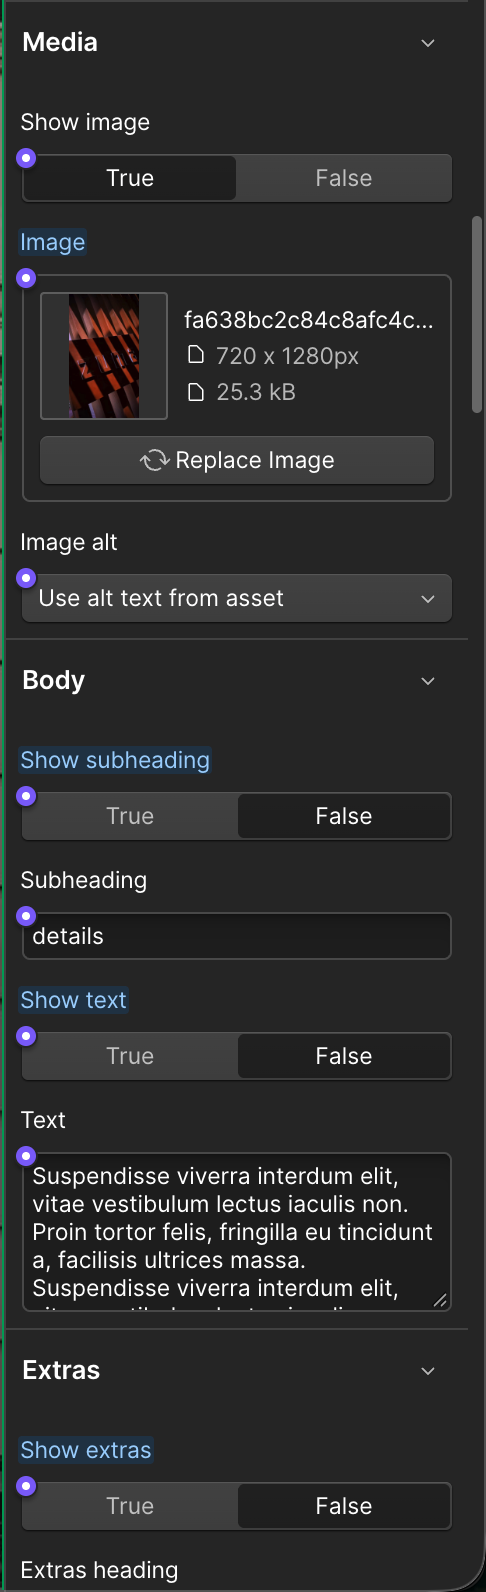 Media
Show image
True
False
Image
fa638bc2c84c8afc4c...
720 x 1280px
25.3 kB
Replace Image
Image alt
Use alt text from asset
Body
Show subheading
True
False
Subheading
details
Show text
True
False
Text
Suspendisse viverra interdum elit,
vitae vestibulum lectus iaculis non.
Proin tortor felis, fringilla eu tincidunt
a, facilisis ultrices massa.
Suspendisse viverra interdum elit,
Extras
Show extras
True
False
Extras heading